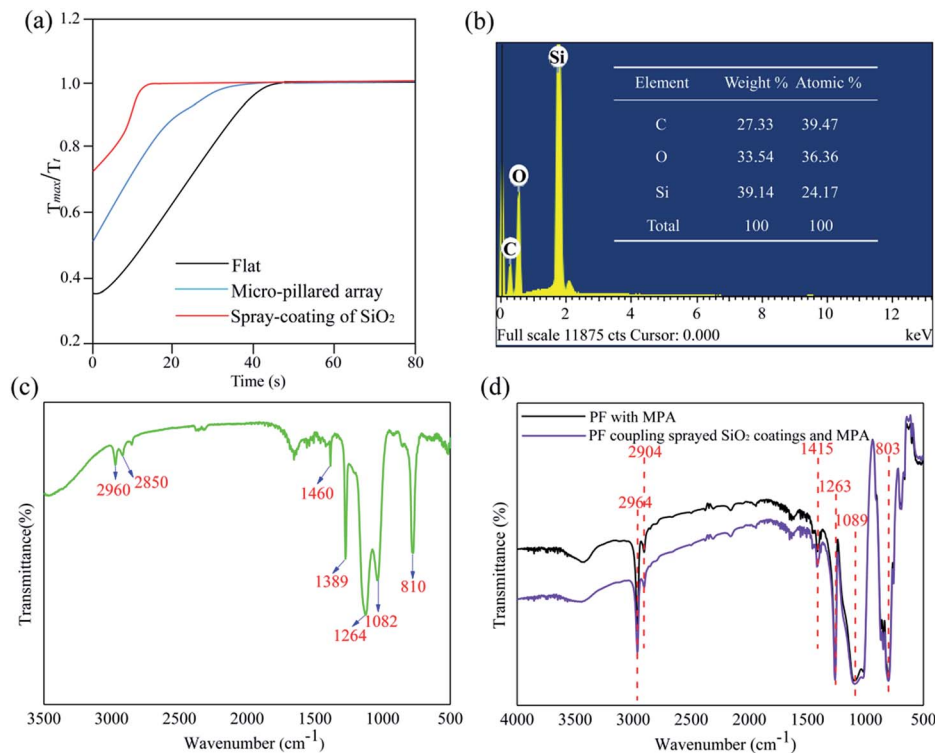 (a)
1.2
1.0
0.8
0.6
0.4
0.2
Tmax/Tt
Flat
Micro-pillared array
Spray-coating of SiO₂
0 20 40 60 80
Time (s)
(b)
Si
O
C
Element Weight % Atomic %
C 27.33 39.47
O 33.54 36.36
Si 39.14 24.17
Total 100 100
0 2 4 6 8 10 12
Full scale 11875 cts Cursor: 0.000 keV
(c)
Transmittance(%)
2960
2850
1460
1389
1264
1082
810
3500 3000 2500 2000 1500 1000 500
Wavenumber (cm⁻¹)
(d)
PF with MPA
PF coupling sprayed SiO₂ coatings and MPA
Transmittance (%)
2904
1415
803
2964
1263
1089
4000 3500 3000 2500 2000 1500 1000 500
Wavenumber (cm⁻¹)